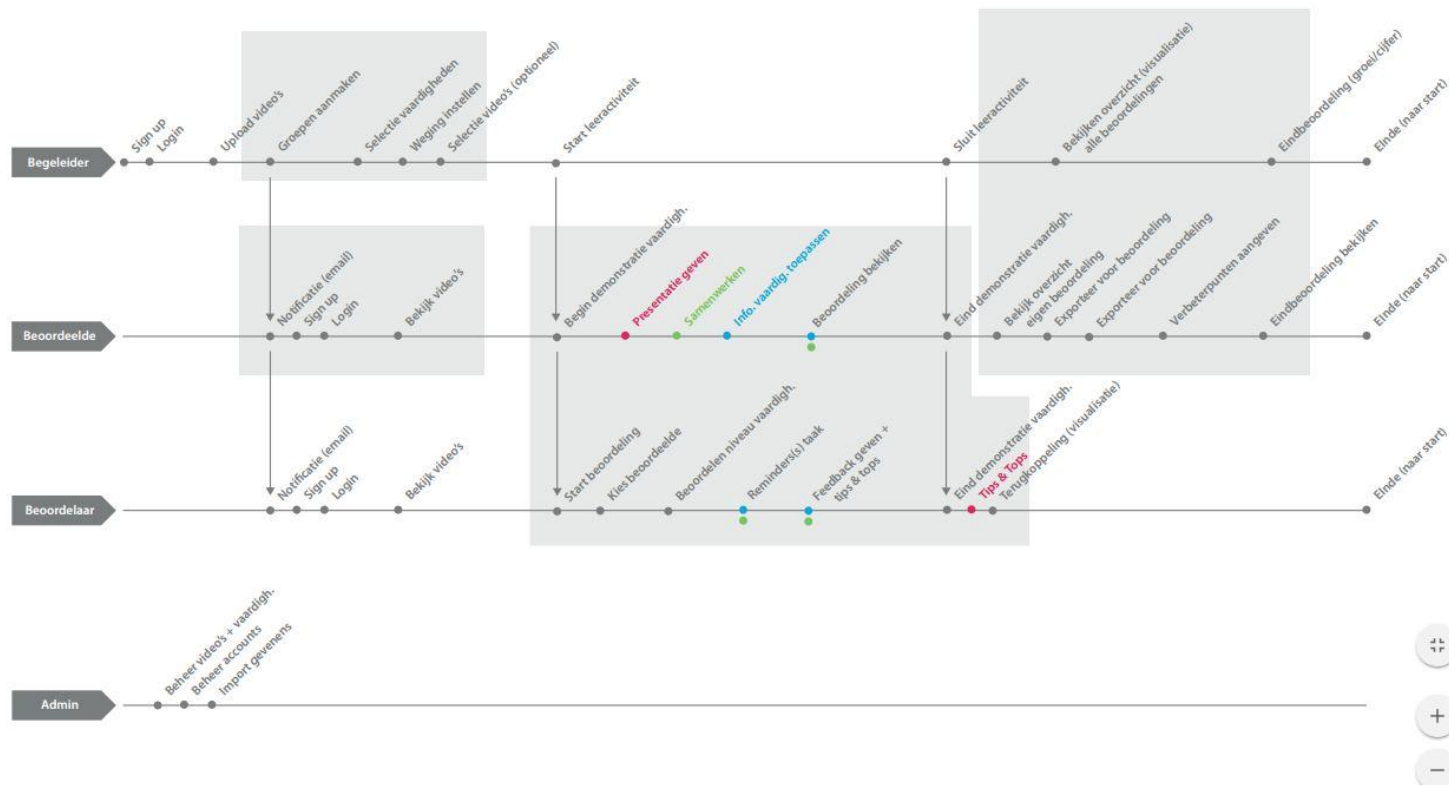 Begeleider
Sign up
Login
Upload video's
Groepen aanmaken
Selectie vaardigheden
Weging instellen
Selectie video's (optioneel)
Start leeractiviteit
Sluit leeractiviteit
Bekijken overzicht (visualisatie)
alle beoordelingen
Eindbeoordeling (groei/cijfer)
EInde (naar start)
Beoordeelde
Notificatie (email)
Sign up
Login
Bekijk video's
Begin demonstratie vaardigh.
Presentatie geven
Samenwerken
Info. vaardig. toepassen
Beoordeling bekijken
Eind demonstratie vaardigh.
Bekijk overzicht
eigen beoordeling
Exporteer voor beoordeling
Exporteer voor beoordeling
Verbeterpunten aangeven
Eindbeoordeling bekijken
EInde (naar start)
Beoordelaar
Notificatie (email)
Sign up
Login
Bekijk video's
Start beoordeling
Kies beoordeelde
Beoordelen niveau vaardigh.
Reminders(s) taak
Feedback geven +
tips & tops
Eind demonstratie vaardigh.
Tips & Tops
Terugkoppeling (visualisatie)
EInde (naar start)
Admin
Beheer video's + vaardigh.
Beheer accounts
Import gevenens